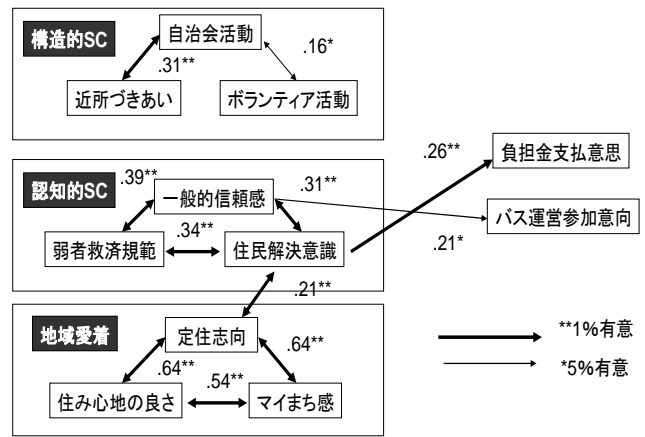 構造的SC
自治会活動
.31**
.16*
近所づきあい
ボランティア活動
認知的SC
.39**
一般的信頼感
.31**
弱者救済規範
.34**
住民解決意識
.26**
負担金支払意思
バス運営参加意向
.21*
.21**
地域愛着
定住志向
.64**
.64**
.54**
住み心地の良さ
マイまち感
**1%有意
*5%有意